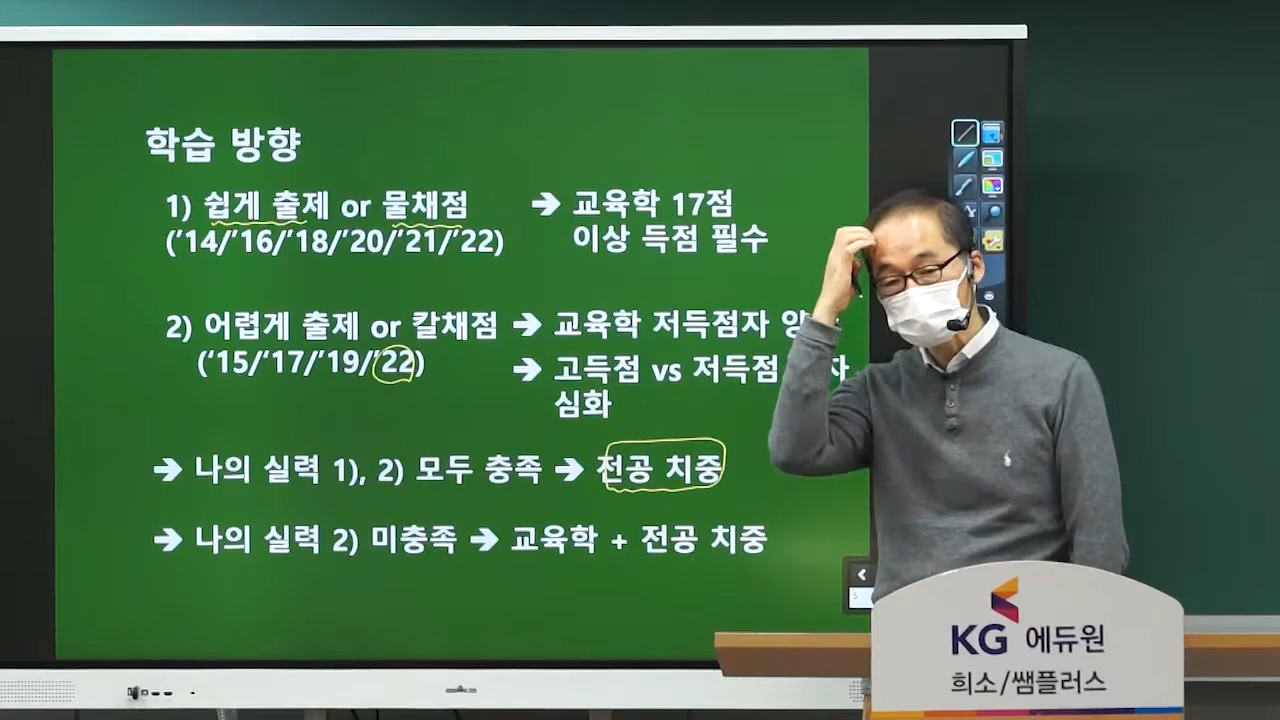 학습 방향
1) 쉽게 출제 or 물채점 → 교육학 17점
(’14/’16/’18/’20/’21/’22) 이상 득점 필수
2) 어렵게 출제 or 칼채점 → 교육학 저득점자
(’15/’17/’19/’22) → 고득점 vs 저득점
심화
→ 나의 실력 1), 2) 모두 충족 → 전공 치중
→ 나의 실력 2) 미충족 → 교육학 + 전공 치중
5
KG 에듀원
희소/쌤플러스